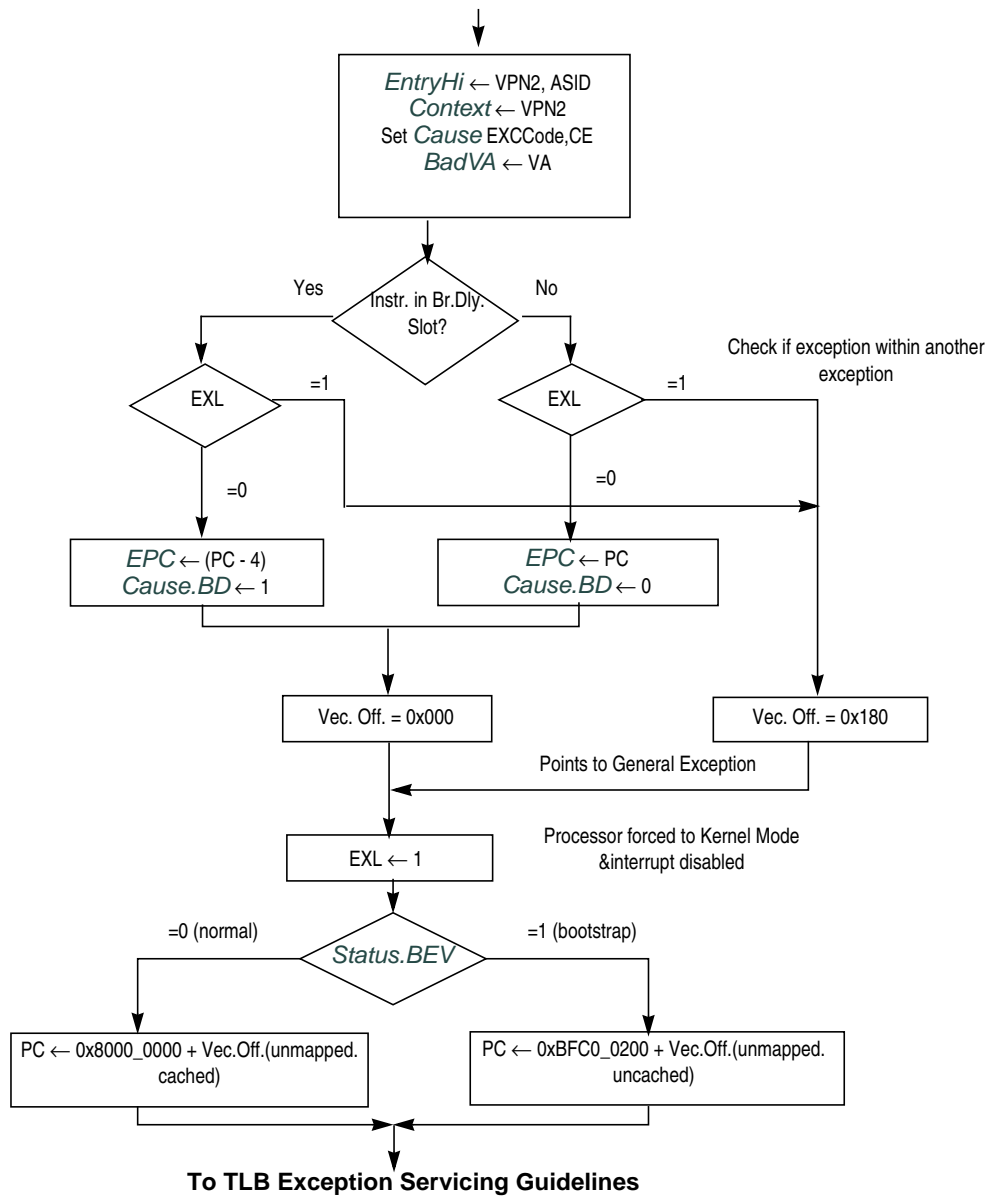 EntryHi ← VPN2, ASID
Context ← VPN2
Set Cause EXCCode,CE
BadVA ← VA
Yes
Instr. in Br.Dly.
Slot?
No
Check if exception within another
exception
EXL
=1
EXL
=1
=0
=0
EPC ← (PC - 4)
Cause.BD ← 1
EPC ← PC
Cause.BD ← 0
Vec. Off. = 0x000
Vec. Off. = 0x180
Points to General Exception
EXL ← 1
Processor forced to Kernel Mode
&interrupt disabled
=0 (normal)
Status.BEV
=1 (bootstrap)
PC ← 0x8000_0000 + Vec.Off.(unmapped.
cached)
PC ← 0xBFC0_0200 + Vec.Off.(unmapped.
uncached)
To TLB Exception Servicing Guidelines